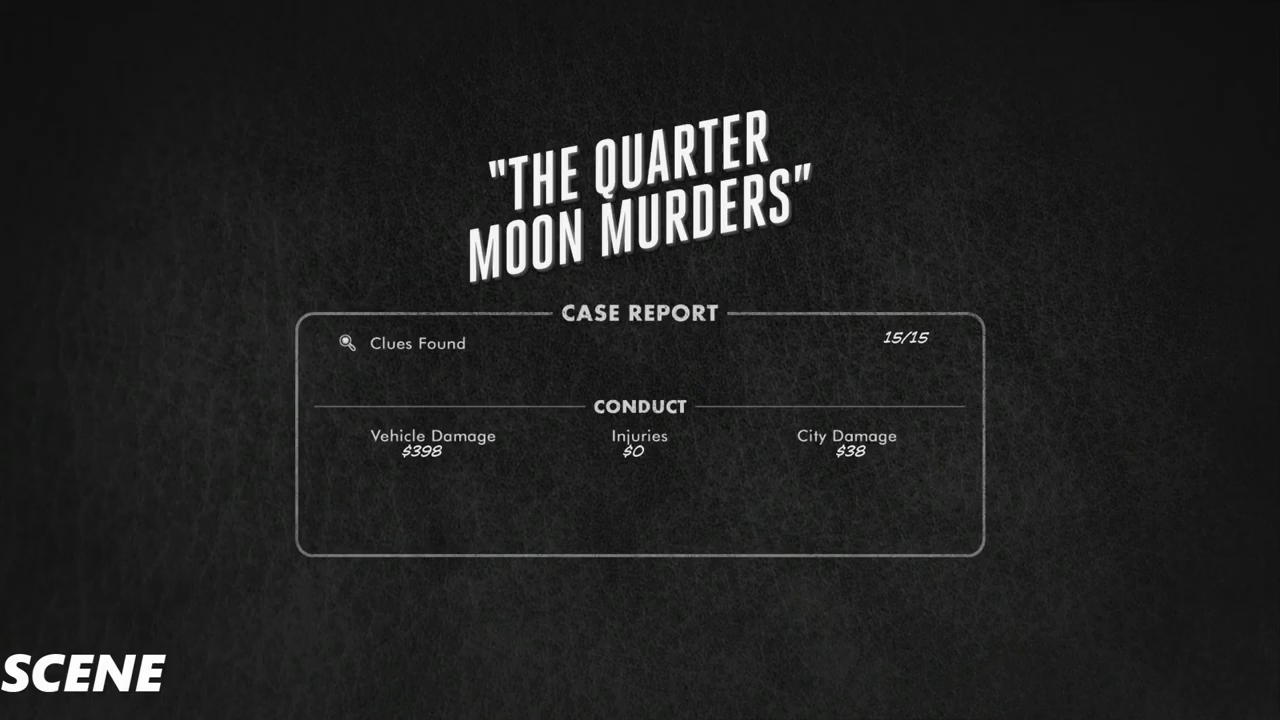 "THE QUARTER
MOON MURDERS"
CASE REPORT
Clues Found 15/15
CONDUCT
Vehicle Damage Injuries City Damage
$398 $0 $38
SCENE